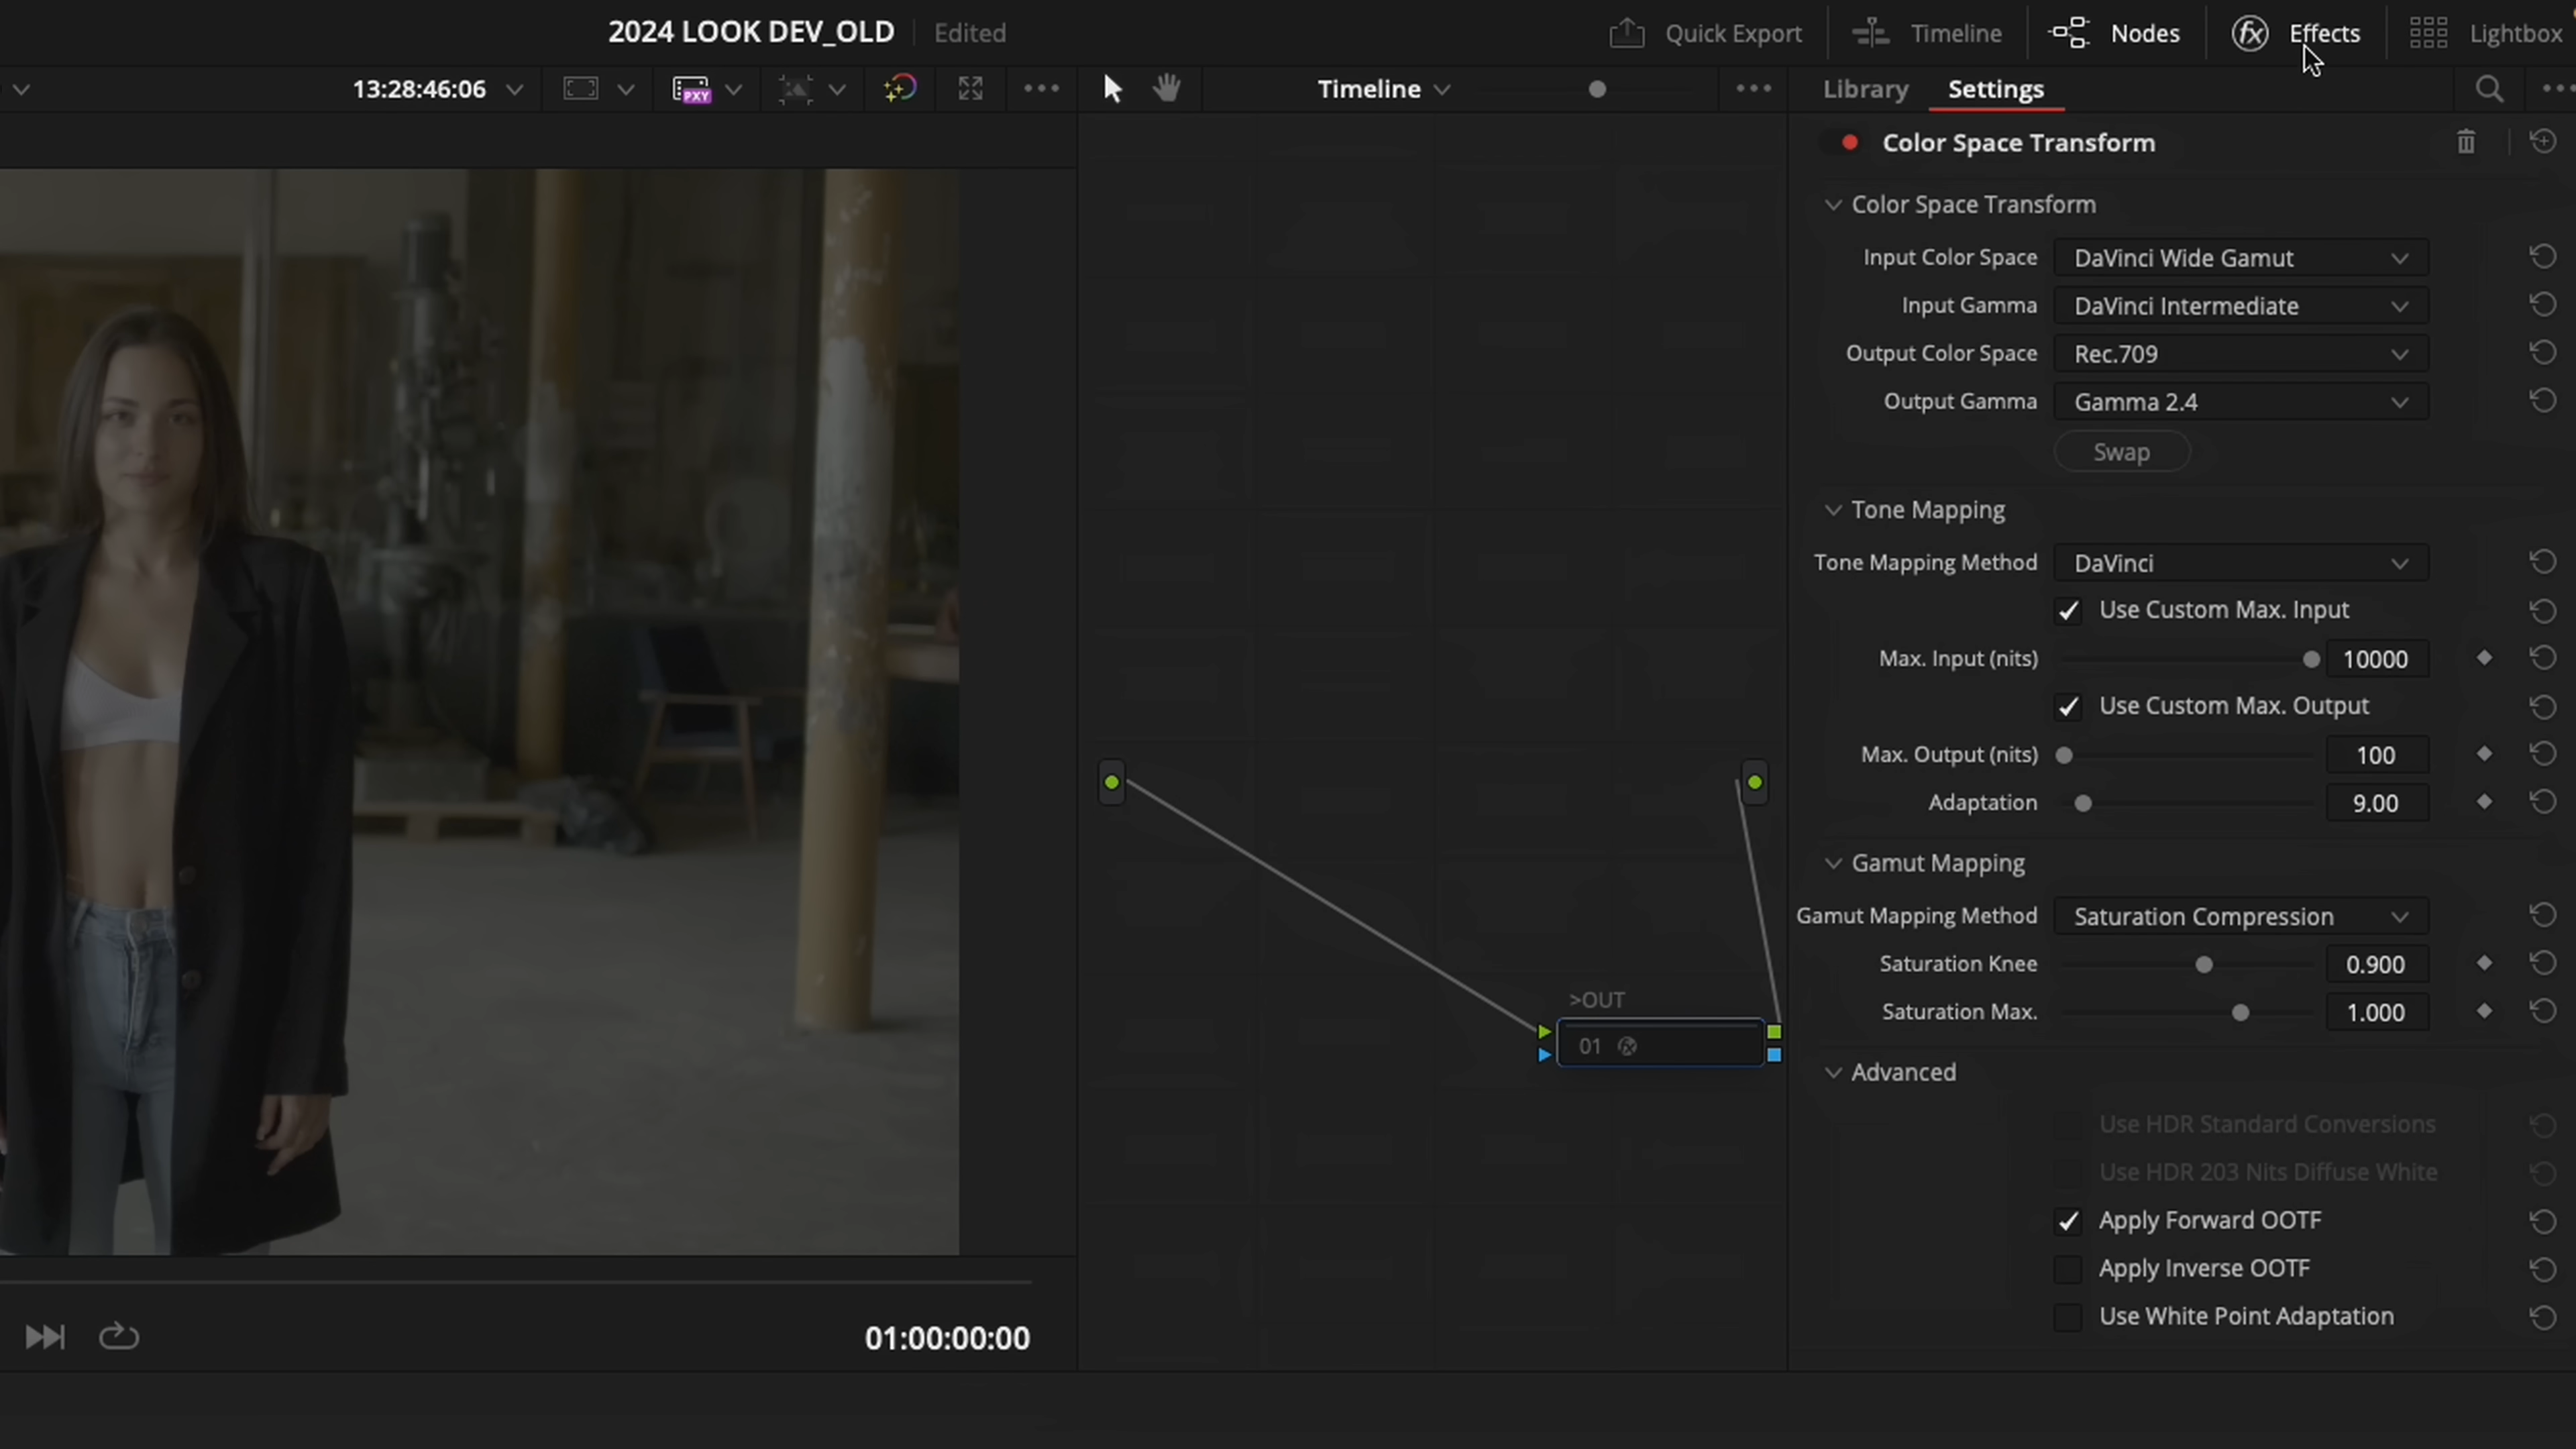 2024 LOOK DEV_OLD
Edited
Quick Export
Timeline
Nodes
Effects
Lightbox
13:28:46:06
PXY
Timeline
Library
Settings
Color Space Transform
Color Space Transform
Input Color Space DaVinci Wide Gamut
Input Gamma DaVinci Intermediate
Output Color Space Rec.709
Output Gamma Gamma 2.4
Swap
Tone Mapping
Tone Mapping Method DaVinci
Use Custom Max. Input
Max. Input (nits) 10000
Use Custom Max. Output
Max. Output (nits) 100
Adaptation 9.00
Gamut Mapping
Gamut Mapping Method Saturation Compression
Saturation Knee 0.900
>OUT
Saturation Max. 1.000
01
Advanced
Use HDR Standard Conversions
Use HDR 203 Nits Diffuse White
Apply Forward OOTF
Apply Inverse OOTF
Use White Point Adaptation
01:00:00:00